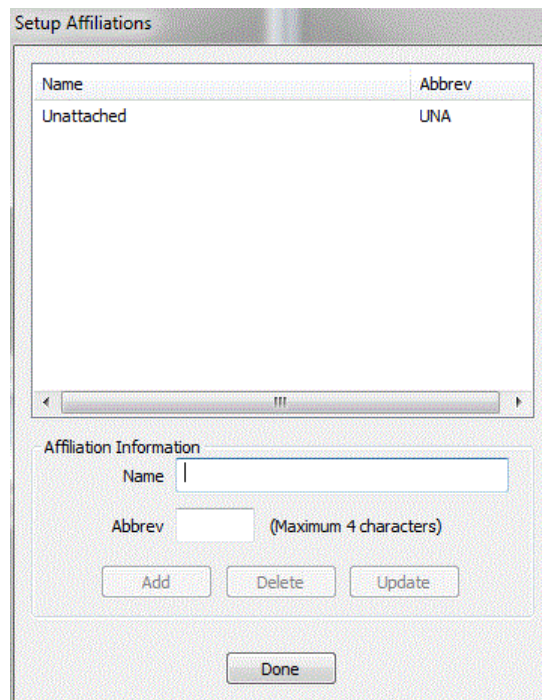 Setup Affiliations
Name Abbrev
Unattached UNA
Affiliation Information
Name
Abbrev (Maximum 4 characters)
Add Delete Update
Done